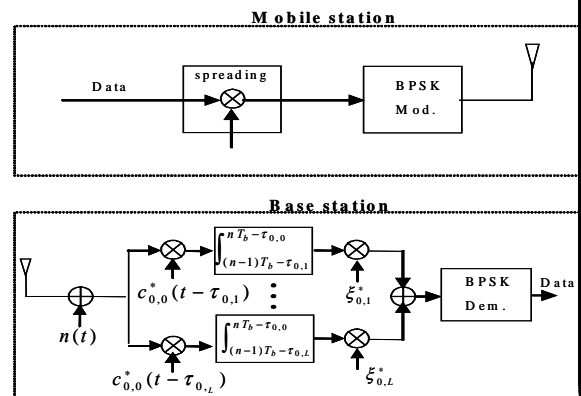 Mobile station
Data
spreading
BPSK
Mod.
Base station
∫_{(n-1)T_b-τ_{0,1}}^{nT_b-τ_{0,0}}
c*_{0,0}(t-τ_{0,1})
ξ*_{0,1}
n(t)
BPSK
Dem.
Data
∫_{(n-1)T_b-τ_{0,L}}^{nT_b-τ_{0,0}}
c*_{0,0}(t-τ_{0,L})
ξ*_{0,L}